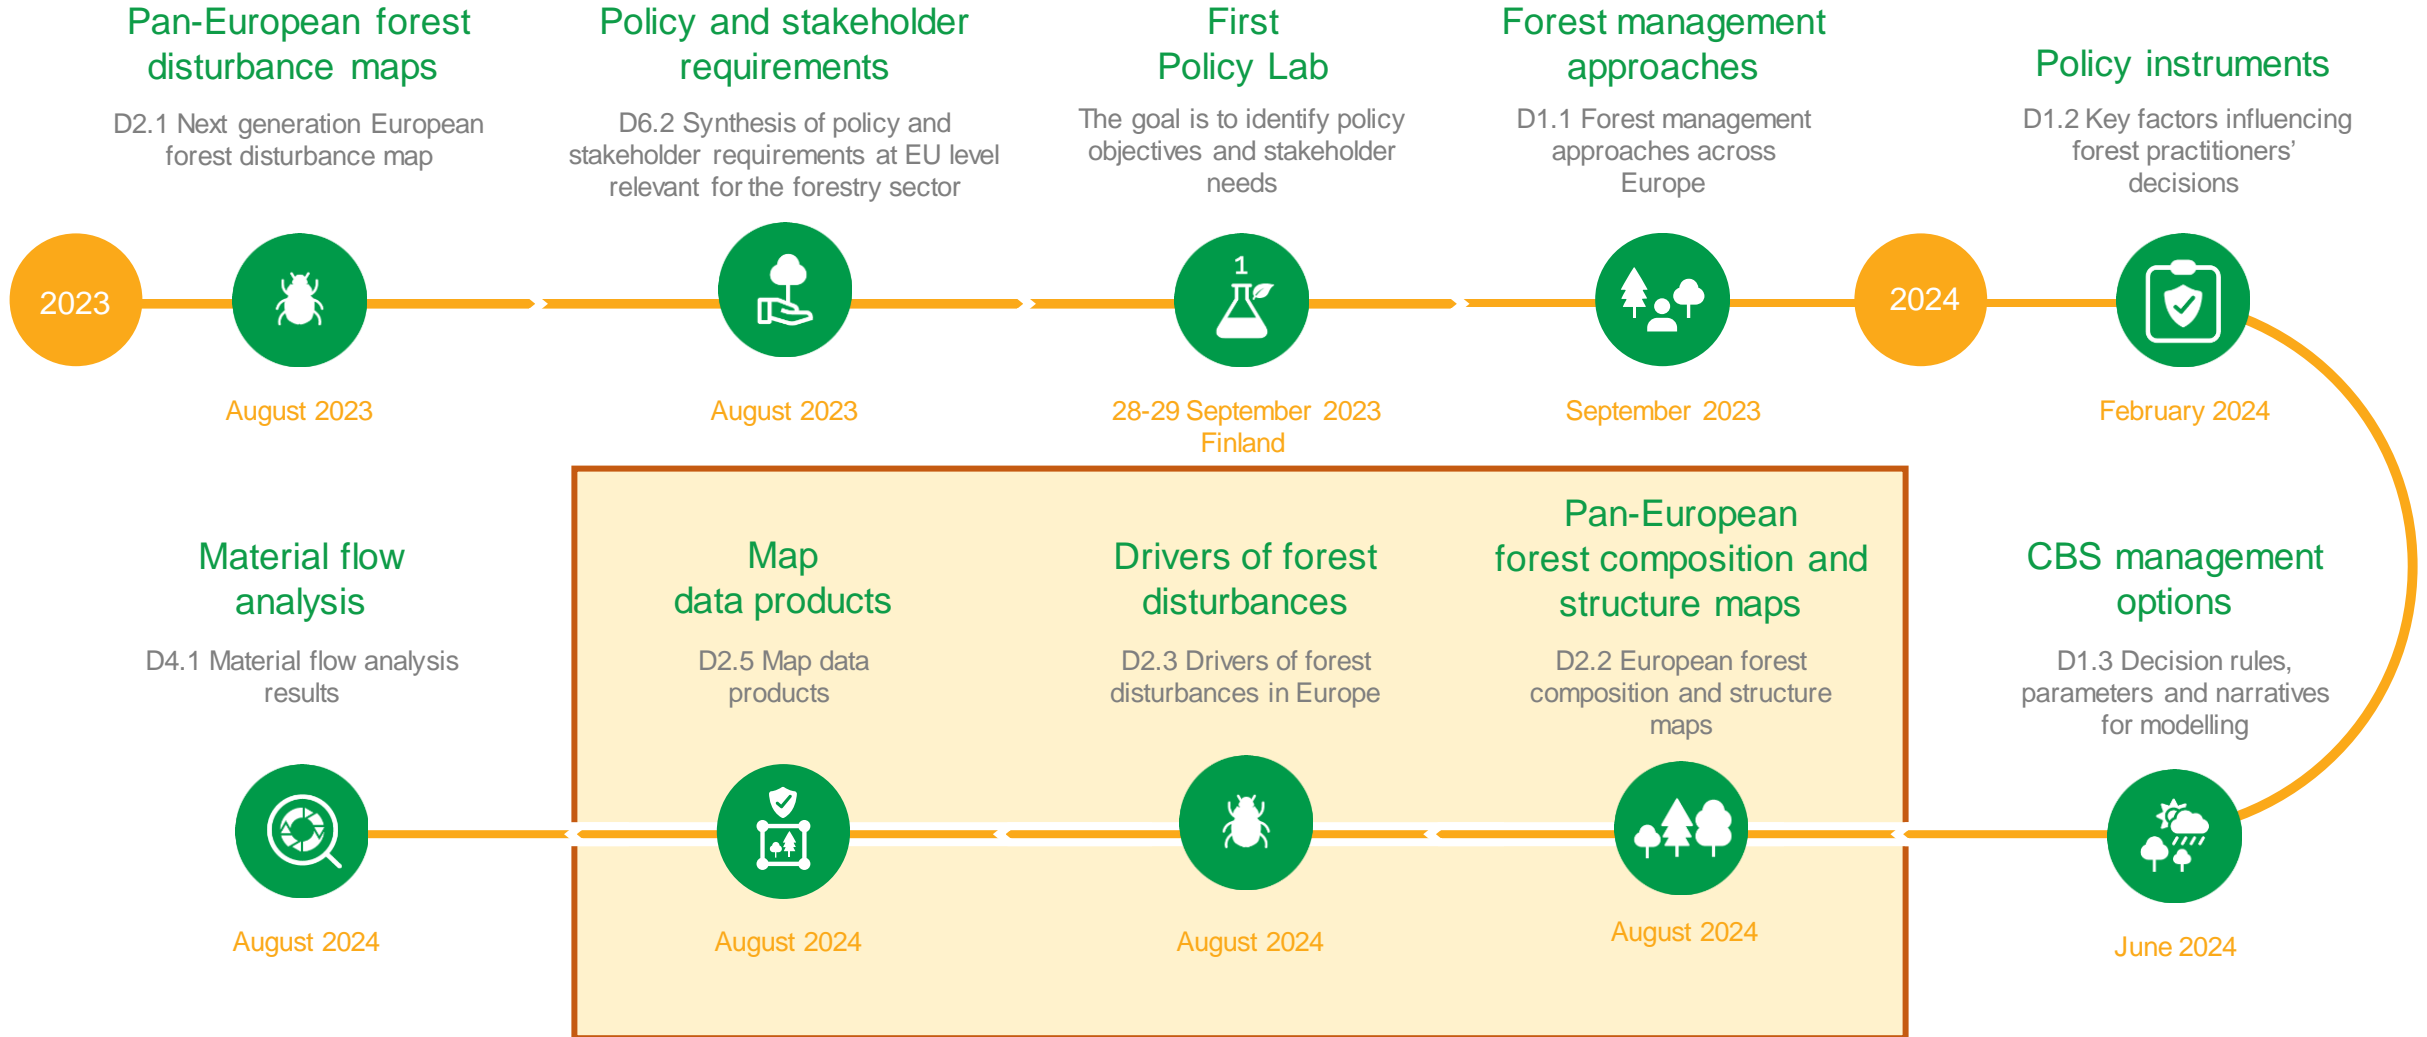 Pan-European forest
disturbance maps
D2.1 Next generation European
forest disturbance map
August 2023
Policy and stakeholder
requirements
D6.2 Synthesis of policy and
stakeholder requirements at EU level
relevant for the forestry sector
August 2023
First
Policy Lab
The goal is to identify policy
objectives and stakeholder
needs
1
28-29 September 2023
Finland
Forest management
approaches
D1.1 Forest management
approaches across
Europe
September 2023
Policy instruments
D1.2 Key factors influencing
forest practitioners’
decisions
February 2024
2023
2024
Material flow
analysis
D4.1 Material flow analysis
results
August 2024
Map
data products
D2.5 Map data
products
August 2024
Drivers of forest
disturbances
D2.3 Drivers of forest
disturbances in Europe
August 2024
Pan-European
forest composition and
structure maps
D2.2 European forest
composition and structure
maps
August 2024
CBS management
options
D1.3 Decision rules,
parameters and narratives
for modelling
June 2024